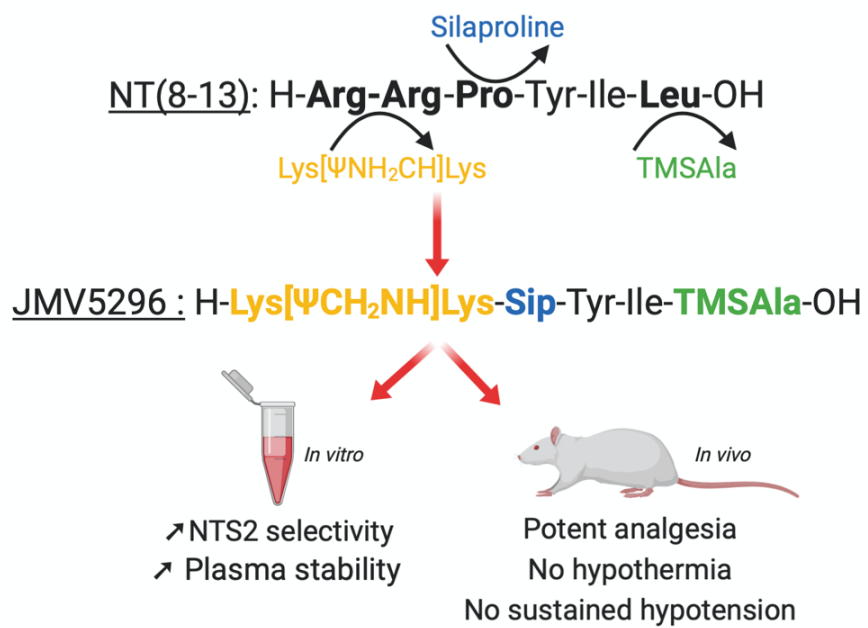 Silaproline
NT(8-13): H-Arg-Arg-Pro-Tyr-Ile-Leu-OH
Lys[ΨNH₂CH]Lys
TMSAla
JMV5296 : H-Lys[ΨCH₂NH]Lys-Sip-Tyr-Ile-TMSAla-OH
In vitro
↗NTS2 selectivity
↗ Plasma stability
In vivo
Potent analgesia
No hypothermia
No sustained hypotension